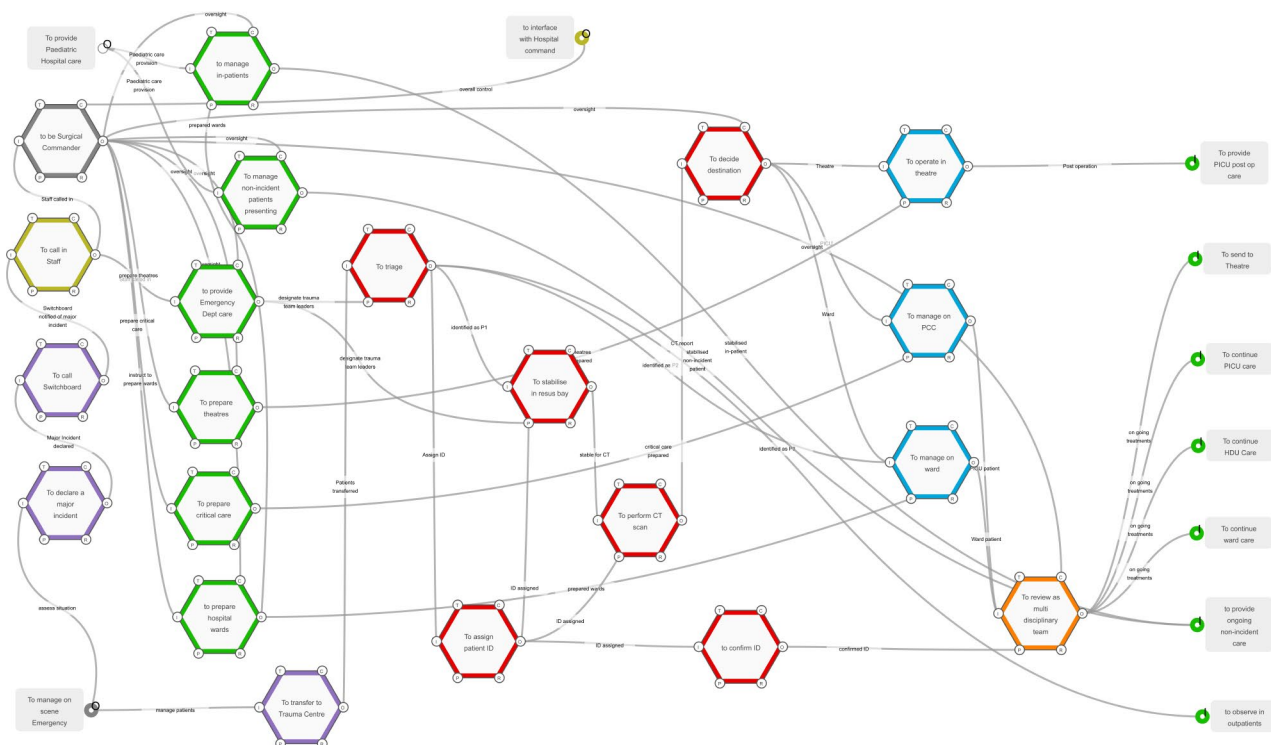 oversight
To provide
Paediatric
Hospital care
O
Paediatric care
provision
to manage
in-patients
to interface
with Hospital
command
O
Paediatric care
provision
overall control
prepared wards
oversight
to be Surgical
Commander
oversight
To manage
non-incident
patients
presenting
oversight
oversight
To decide
destination
Theatre
To operate in
theatre
Post operation
To provide
PICU post op
care
Staff called in
To call in
Staff
prepare theatres
oversight
to provide
Emergency
Dept care
designate trauma
team leaders
To triage
oversight
To send to
Theatre
Switchboard
notified of major
incident
prepare critical
care
identified as P1
Ward
To manage on
PCC
To call
Switchboard
instruct to
prepare wards
To prepare
theatres
designate trauma
team leaders
To stabilise
in resus bay
theatres
prepared
CT report
stabilised
non-incident
patient
stabilised
in-patient
identified as
To continue
PICU care
Major Incident
declared
Assign ID
stable for CT
critical care
prepared
identified as
To manage on
ward
patient
on going
treatments
To continue
HDU Care
To declare a
major
incident
To prepare
critical care
Patients
transferred
To perform CT
scan
on going
treatments
on going
treatments
To continue
ward care
Ward patient
assess situation
to prepare
hospital
wards
ID assigned
prepared wards
ID assigned
To assign
patient ID
ID assigned
to confirm ID
confirmed ID
To review as
multi
disciplinary
team
on going
treatments
to provide
ongoing
non-incident
care
To manage on
scene
Emergency
O
manage patients
To transfer to
Trauma Centre
to observe in
outpatients